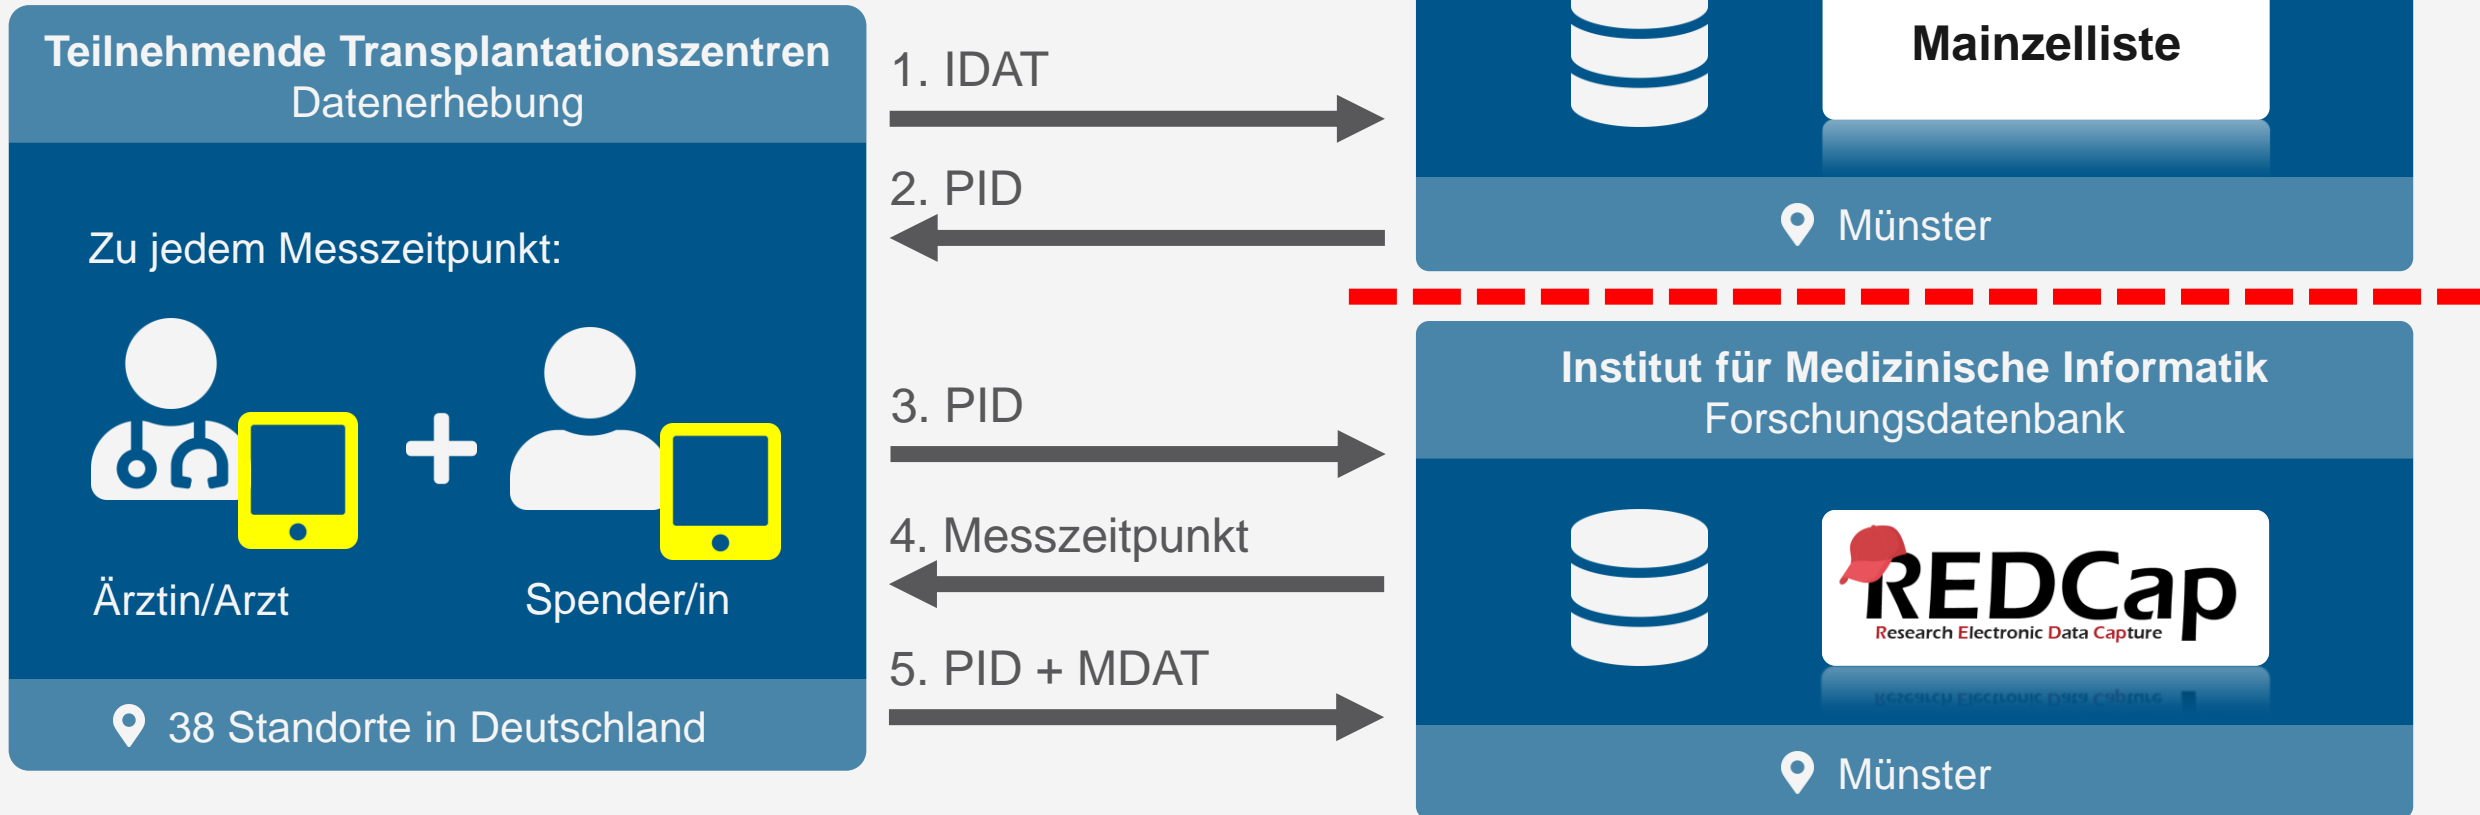 Teilnehmende Transplantationszentren
Datenerhebung
Zu jedem Messzeitpunkt:
Ärztin/Arzt
Spender/in
38 Standorte in Deutschland
1. IDAT
2. PID
3. PID
4. Messzeitpunkt
5. PID + MDAT
Mainzelliste
Münster
Institut für Medizinische Informatik
Forschungsdatenbank
REDCap
Research Electronic Data Capture
Münster